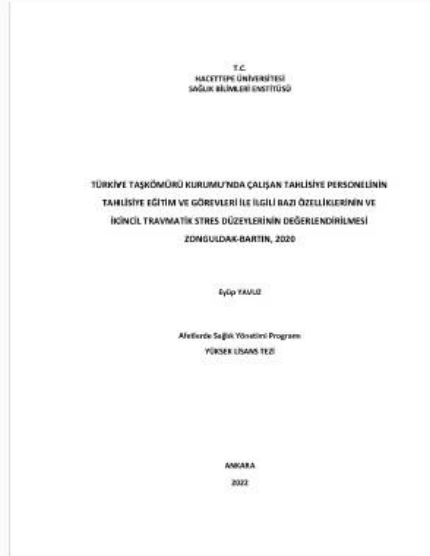 T.C.
HACETTEPE ÜNİVERSİTESİ
SAĞLIK BİLİMLERİ ENSTİTÜSÜ
TÜRKİYE TAŞKÖMÜRÜ KURUMU'NDA ÇALIŞAN TAHLİSİYE PERSONELİNİN
TAHLİSİYE EĞİTİM VE GÖREVLERİ İLE İLGİLİ BAZI ÖZELLİKLERİNİN VE
İKİNCİL TRAVMATİK STRES DÜZEYLERİNİN DEĞERLENDİRİLMESİ
ZONGULDAK-BARTIN, 2020
Eyüp YAVUZ
Afetlerde Sağlık Yönetimi Programı
YÜKSEK LİSANS TEZİ
ANKARA
2022